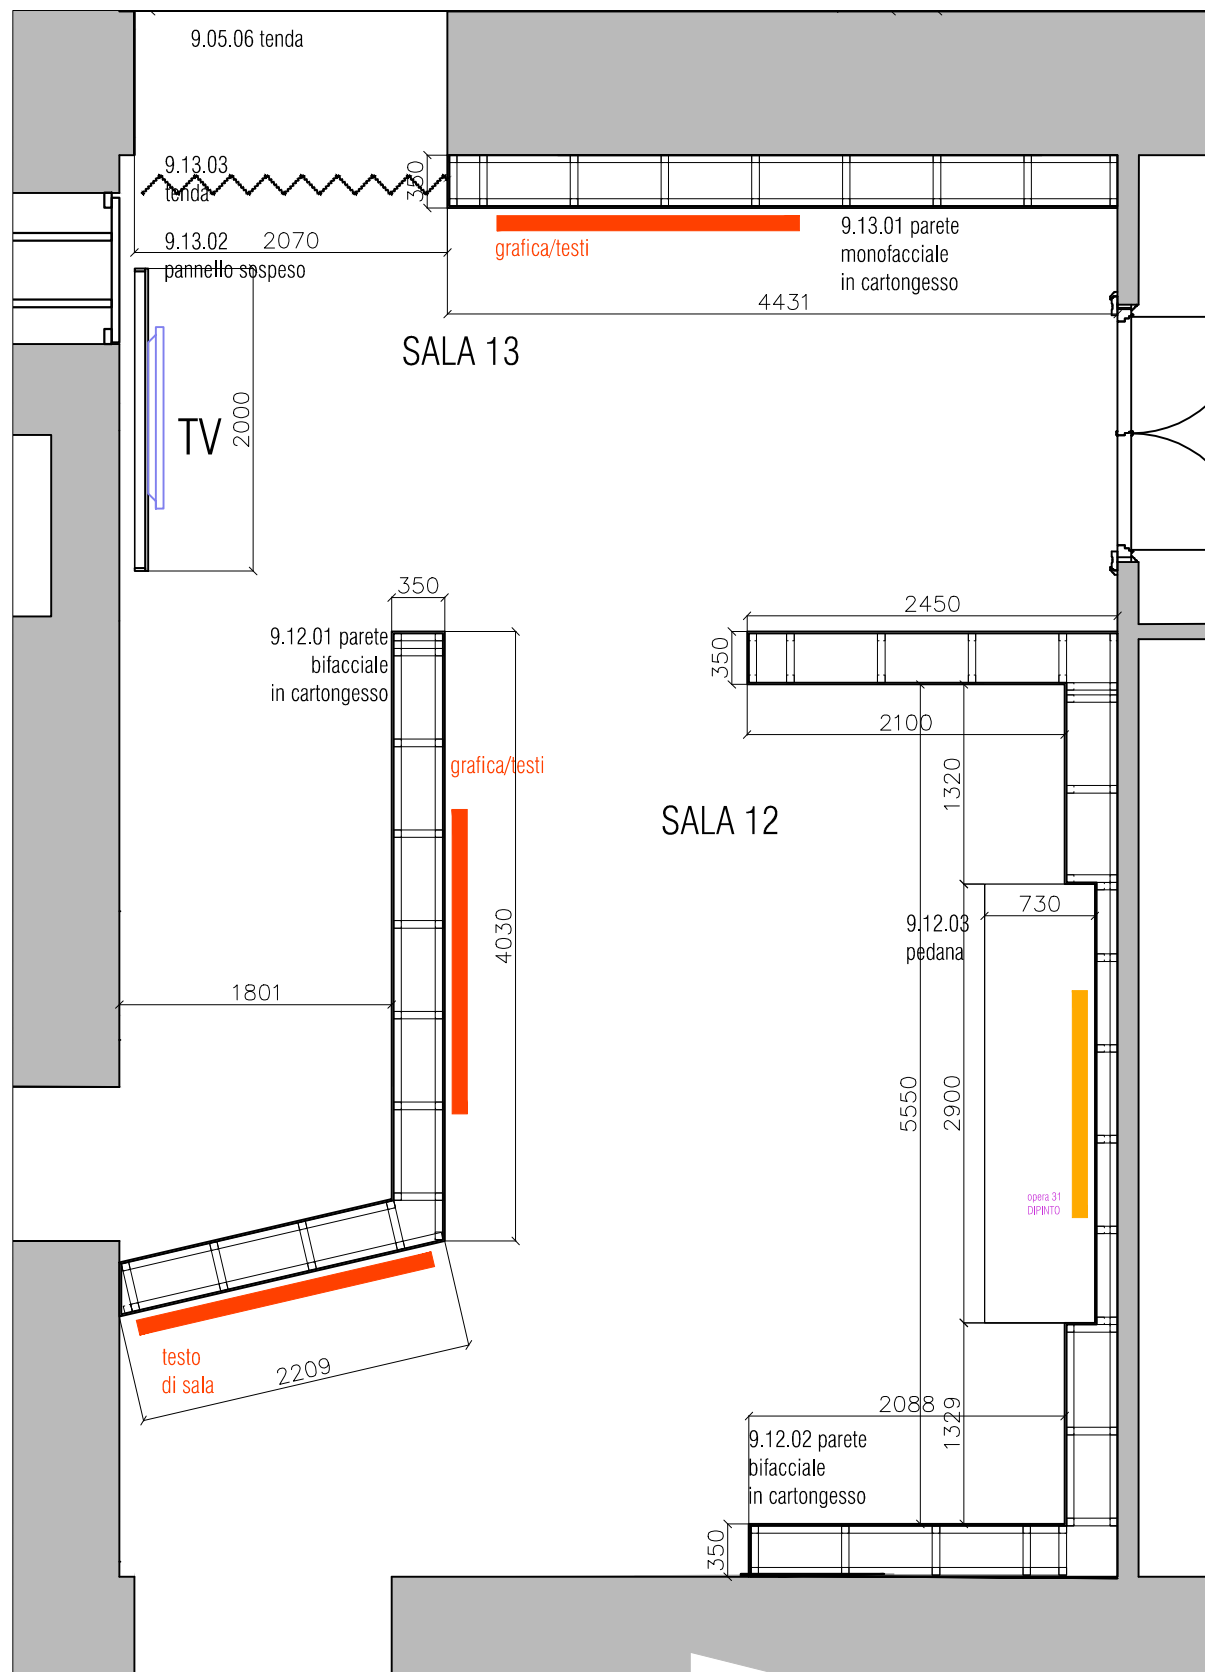 9.05.06 tenda
9.13.03
tenda
350
9.13.02
2070
pannello sospeso
grafica/testi
9.13.01 parete
monofacciale
in cartongesso
4431
SALA 13
TV
2000
350
2450
9.12.01 parete
bifacciale
in cartongesso
350
2100
grafica/testi
1320
SALA 12
730
9.12.03
pedana
4030
1801
5550
2900
opera 31
DIPINTO
testo
di sala
2209
2088
1329
9.12.02 parete
bifacciale
in cartongesso
350